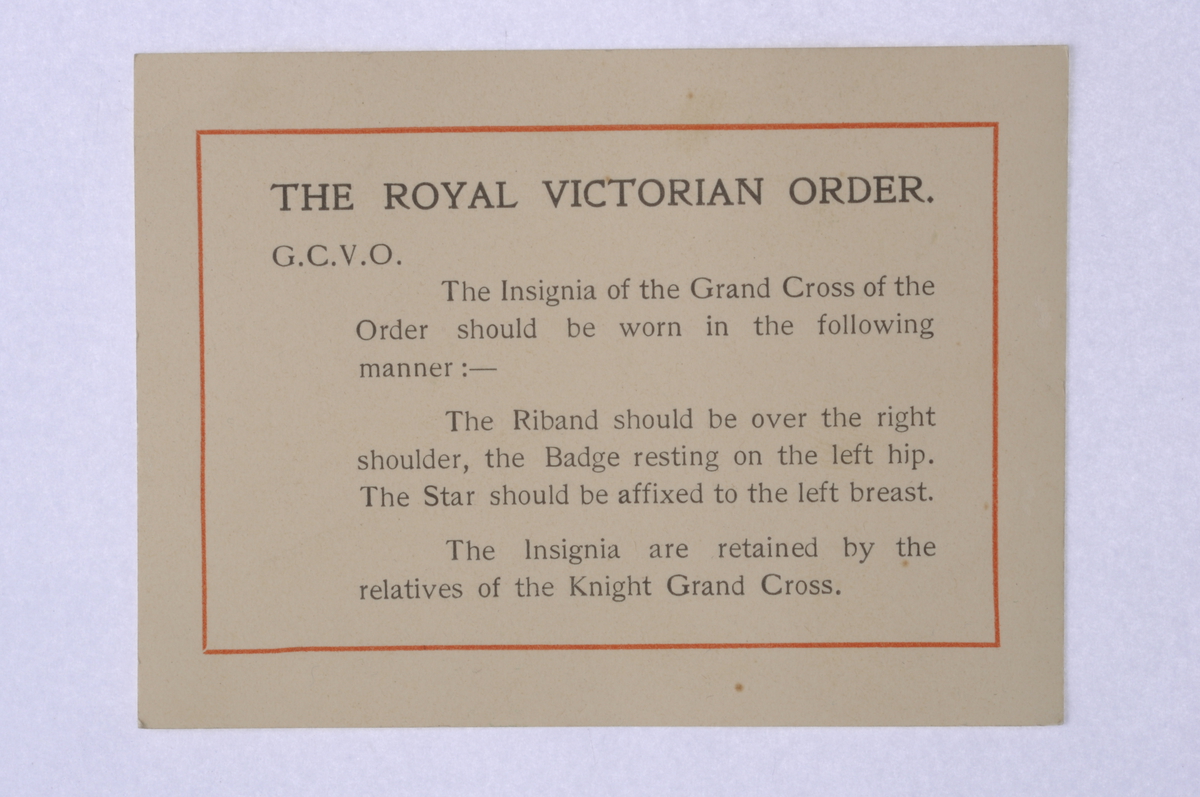 THE ROYAL VICTORIAN ORDER.
G.C.V.O.
The Insignia of the Grand Cross of the
Order should be worn in the following
manner :—
The Riband should be over the right
shoulder, the Badge resting on the left hip.
The Star should be affixed to the left breast.
The Insignia are retained by the
relatives of the Knight Grand Cross.